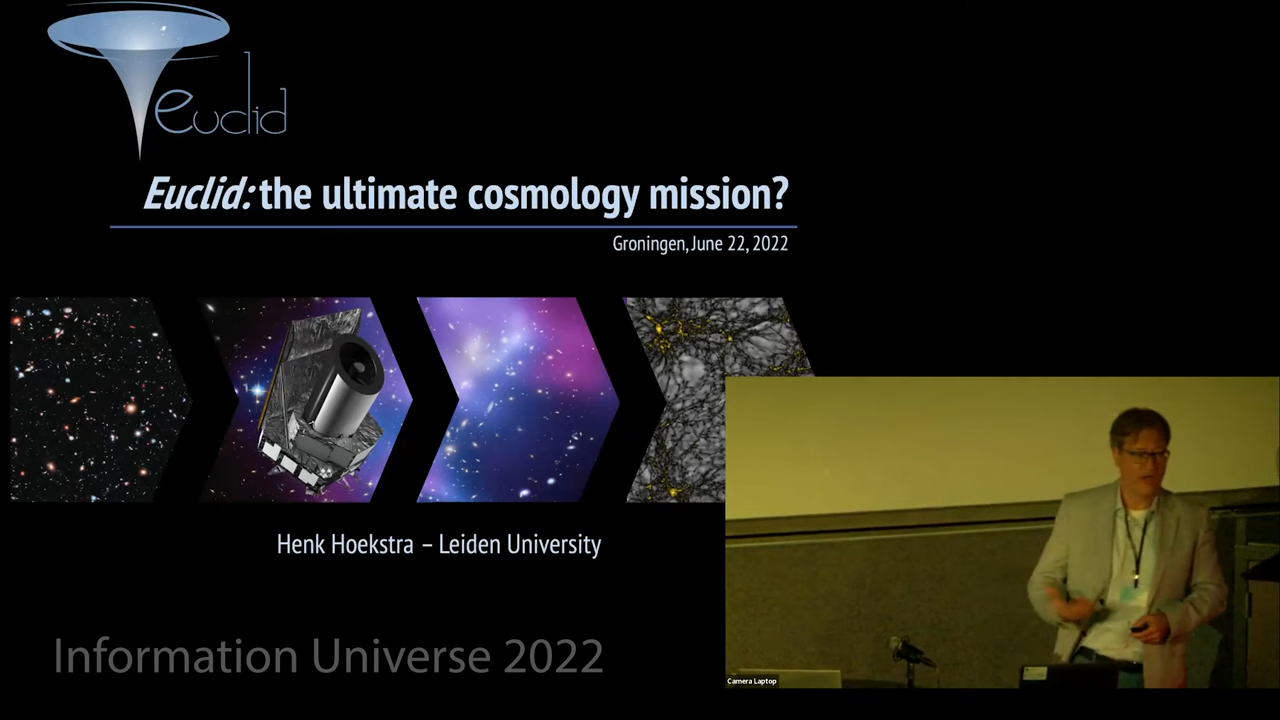 euclid
Euclid: the ultimate cosmology mission?
Groningen, June 22, 2022
Henk Hoekstra – Leiden University
Information Universe 2022
Camera Laptop